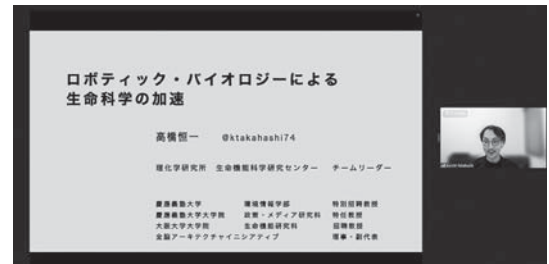 ロボティック・バイオロジーによる
生命科学の加速
高橋恒一 @ktakahashi74
理化学研究所 生命機能科学研究センター チームリーダー
慶應義塾大学 環境情報学部 特別招聘教授
慶應義塾大学大学院 政策・メディア研究科 特任教授
大阪大学大学院 生命機能研究科 招聘教授
全脳アーキテクチャイニシアティブ 理事・副代表